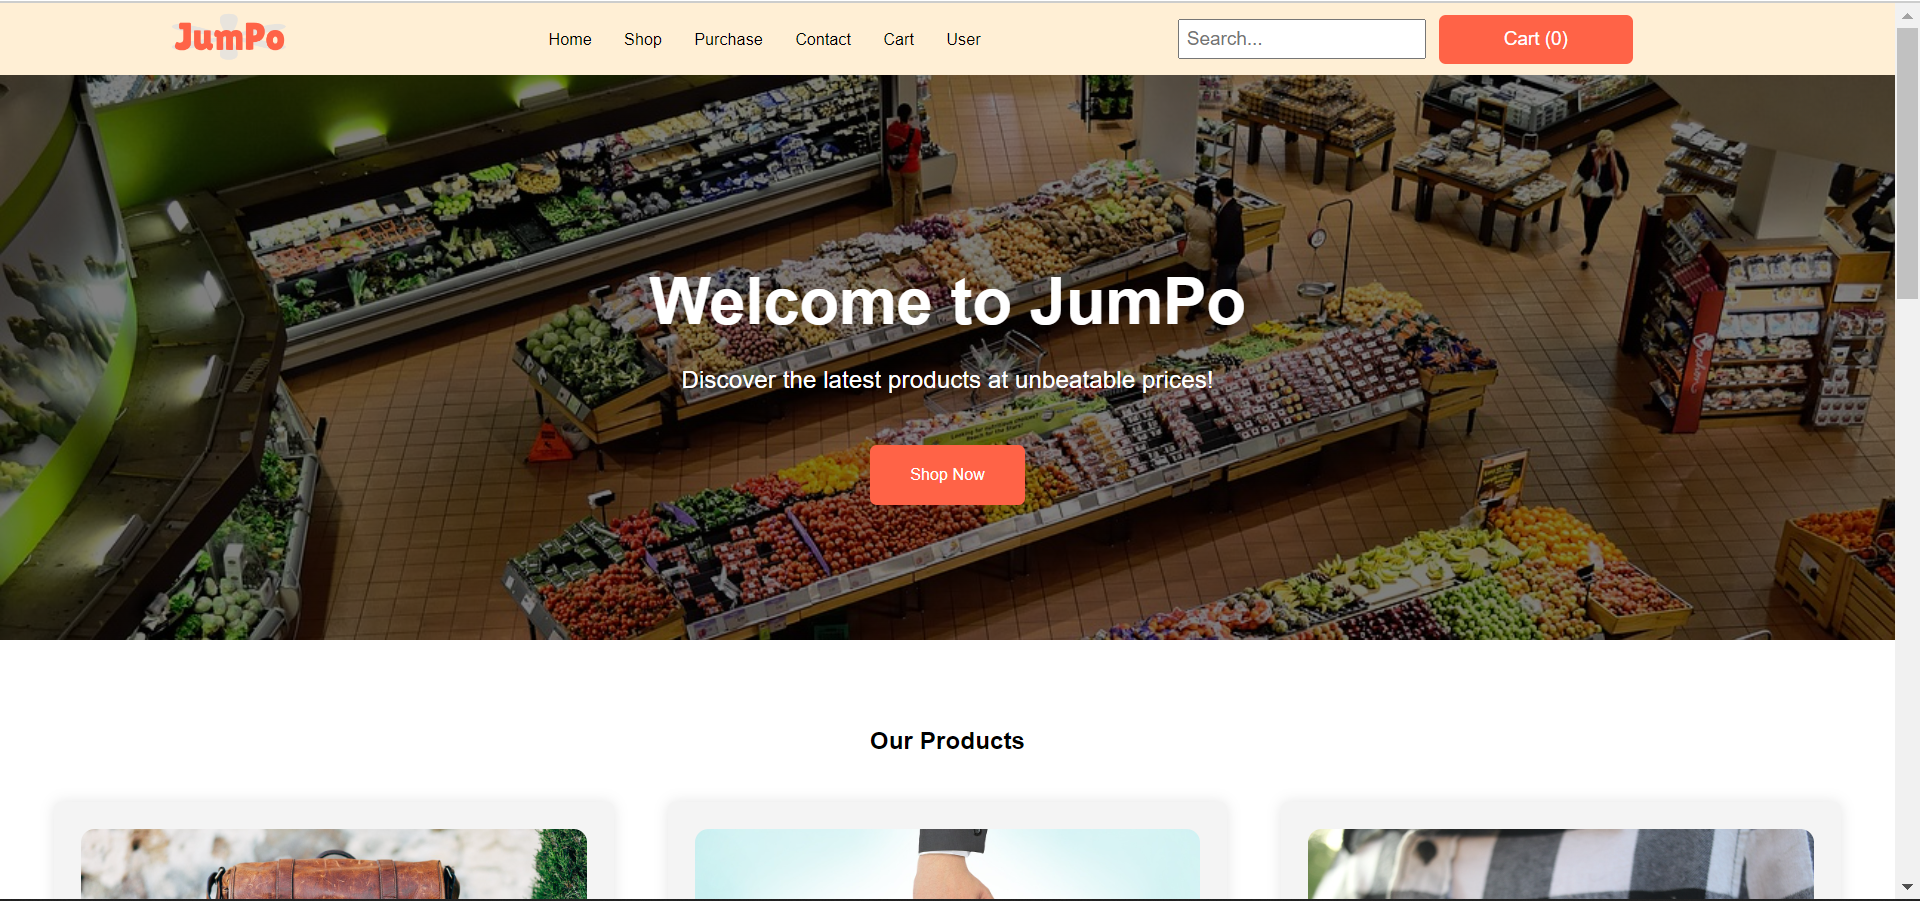 JumPo
Home Shop Purchase Contact Cart User
Search...
Cart (0)
Welcome to JumPo
Discover the latest products at unbeatable prices!
Shop Now
Our Products